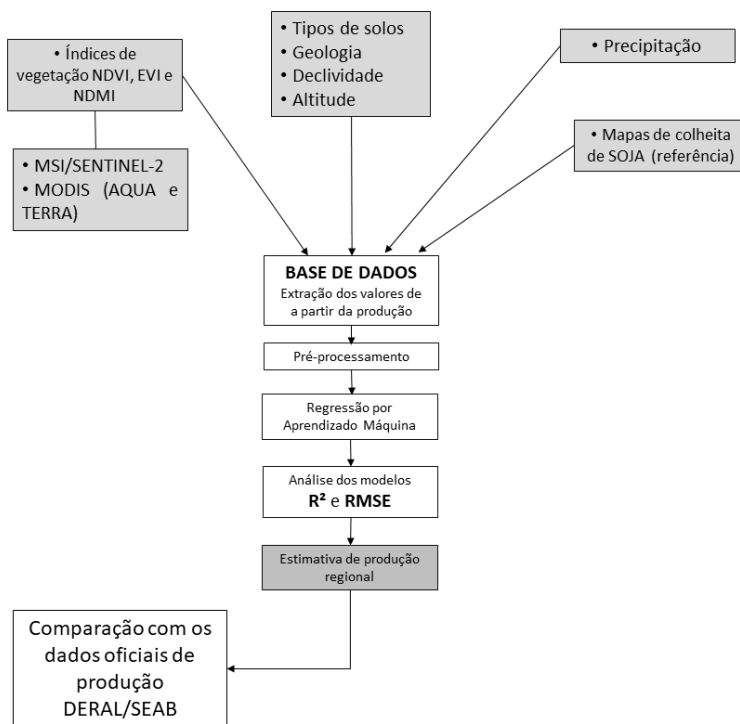 • Índices de
vegetação NDVI, EVI e
NDMI
• MSI/SENTINEL-2
• MODIS (AQUA e
TERRA)
• Tipos de solos
• Geologia
• Declividade
• Altitude
• Precipitação
• Mapas de colheita
de SOJA (referência)
BASE DE DADOS
Extração dos valores de
a partir da produção
Pré-processamento
Regressão por
Aprendizado Máquina
Análise dos modelos
R² e RMSE
Estimativa de produção
regional
Comparação com os
dados oficiais de
produção
DERAL/SEAB